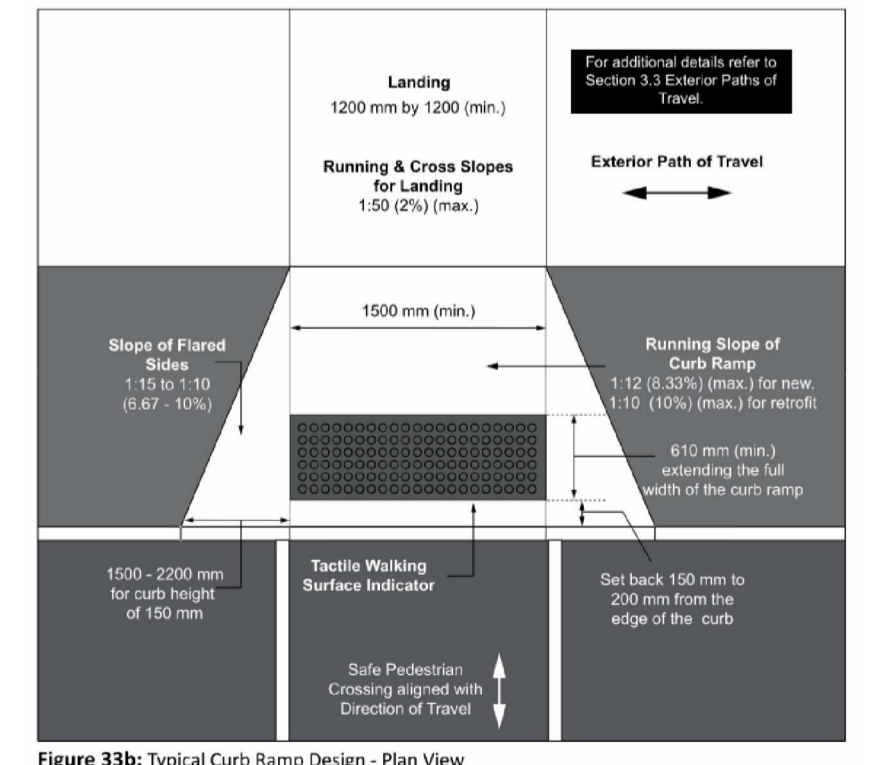 Landing
1200 mm by 1200 (min.)
Running & Cross Slopes
for Landing
1:50 (2%) (max.)
For additional details refer to
Section 3.3 Exterior Paths of
Travel.
Exterior Path of Travel
1500 mm (min.)
Slope of Flared
Sides
1:15 to 1:10
(6.67 - 10%)
Running Slope of
Curb Ramp
1:12 (8.33%) (max.) for new.
1:10 (10%) (max.) for retrofit
610 mm (min.)
extending the full
width of the curb ramp
1500 - 2200 mm
for curb height
of 150 mm
Tactile Walking
Surface Indicator
Set back 150 mm to
200 mm from the
edge of the curb
Safe Pedestrian
Crossing aligned with
Direction of Travel
Figure 33b: Typical Curb Ramp Design - Plan View